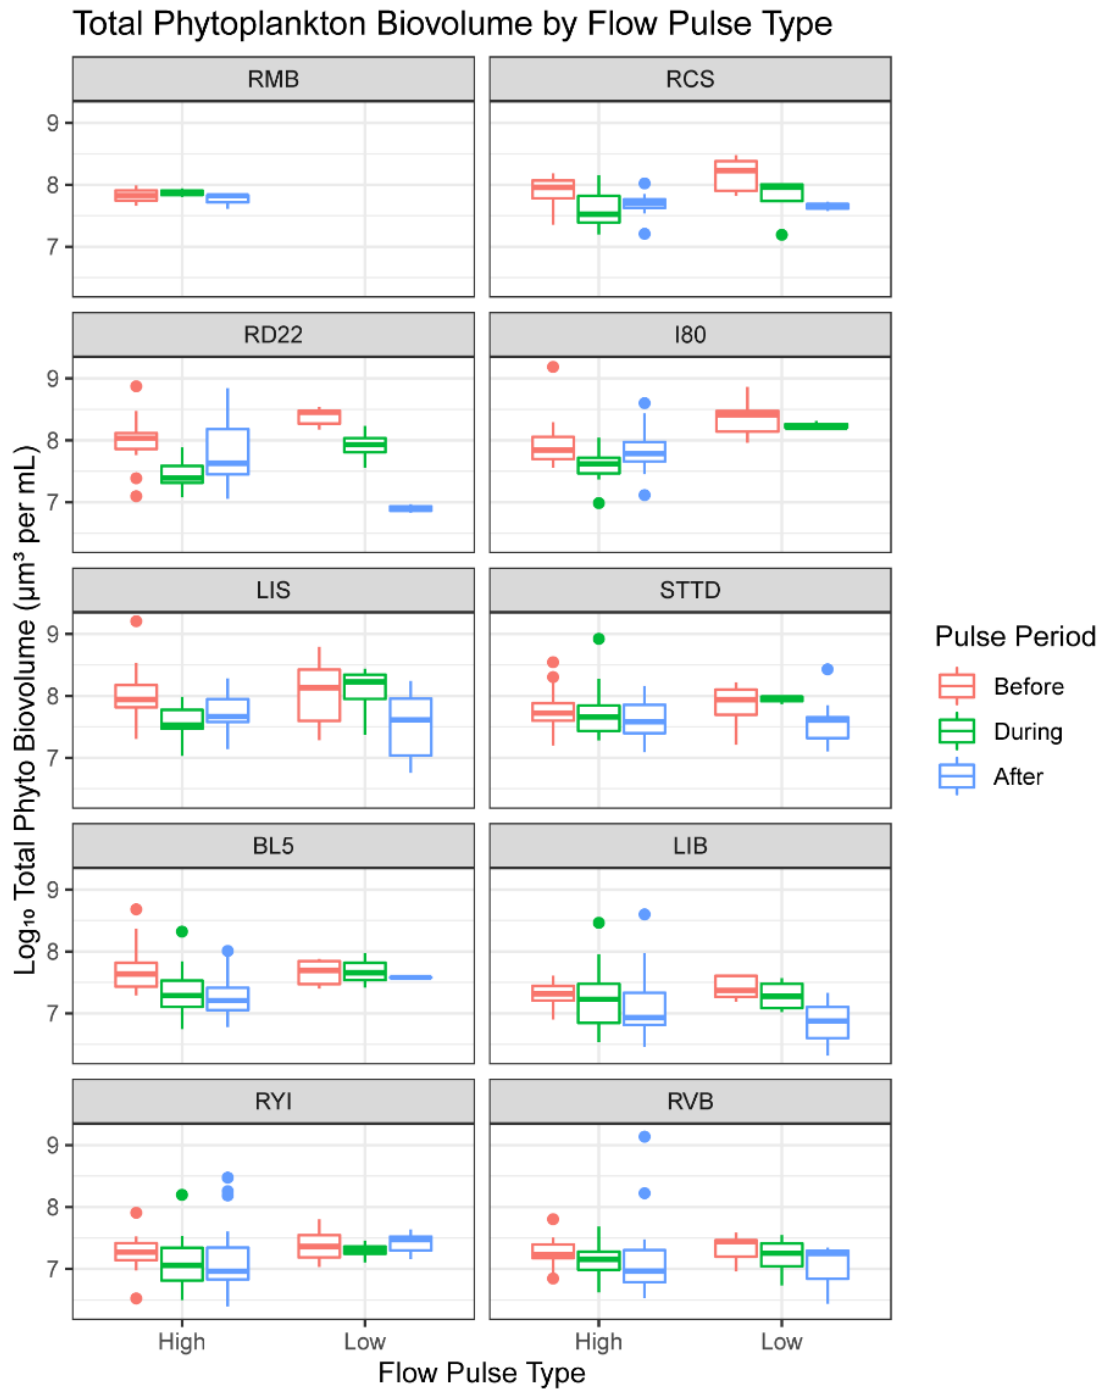 Total Phytoplankton Biovolume by Flow Pulse Type
RMB
RCS
9
8
7
RD22
I80
9
8
7
LIS
STTD
9
8
7
BL5
LIB
9
8
7
RYI
RVB
9
8
7
High
Low
High
Low
Flow Pulse Type
Log₁₀ Total Phyto Biovolume (μm³ per mL)
Pulse Period
Before
During
After